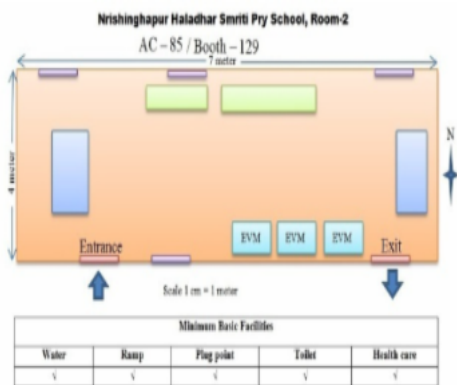 Nrishinghapur Haladhar Smriti Pry School, Room-2
AC – 85 / Booth – 129
7 meter
4 meter
N
EVM EVM EVM
Entrance
Exit
Scale 1 cm = 1 meter
Minimum Basic Facilities
Water Ramp Plug point Toilet Health care
√ √ √ √ √